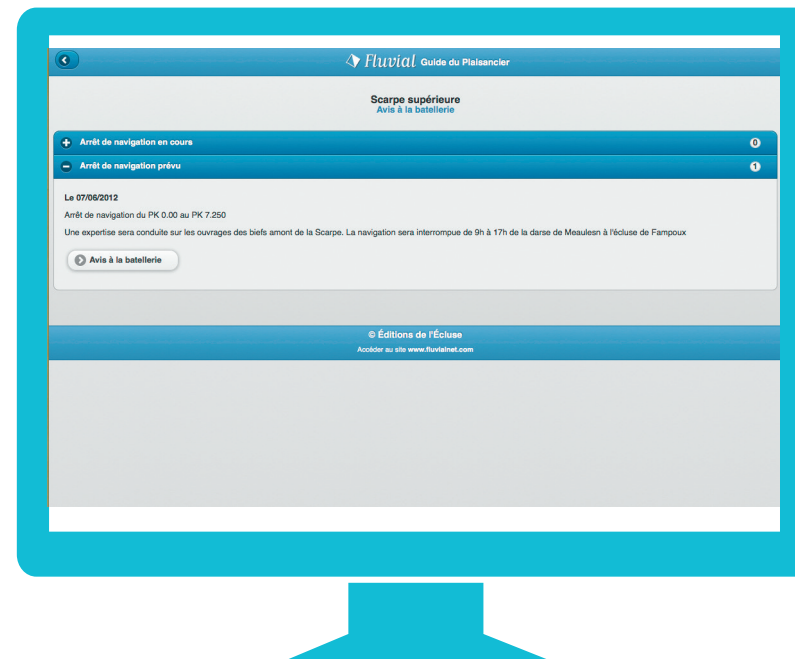 Fluvial Guide du Plaisancier
Scarpe supérieure
Avis à la batellerie
Arrêt de navigation en cours 0
Arrêt de navigation prévu 1
Le 07/06/2012
Arrêt de navigation du PK 0.00 au PK 7.250
Une expertise sera conduite sur les ouvrages des biefs amont de la Scarpe. La navigation sera interrompue de 9h à 17h de la darse de Meaulesn à l'écluse de Fampoux
Avis à la batellerie
© Éditions de l'Écluse
Accéder au site www.fluvialnet.com